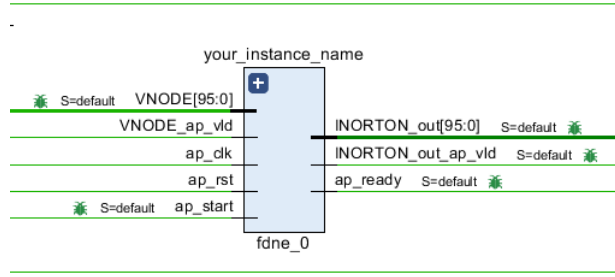 your_instance_name
S=default VNODE[95:0]
VNODE_ap_vld
ap_clk
ap_rst
S=default ap_start
INORTON_out[95:0] S=default
INORTON_out_ap_vld S=default
ap_ready S=default
fdne_0